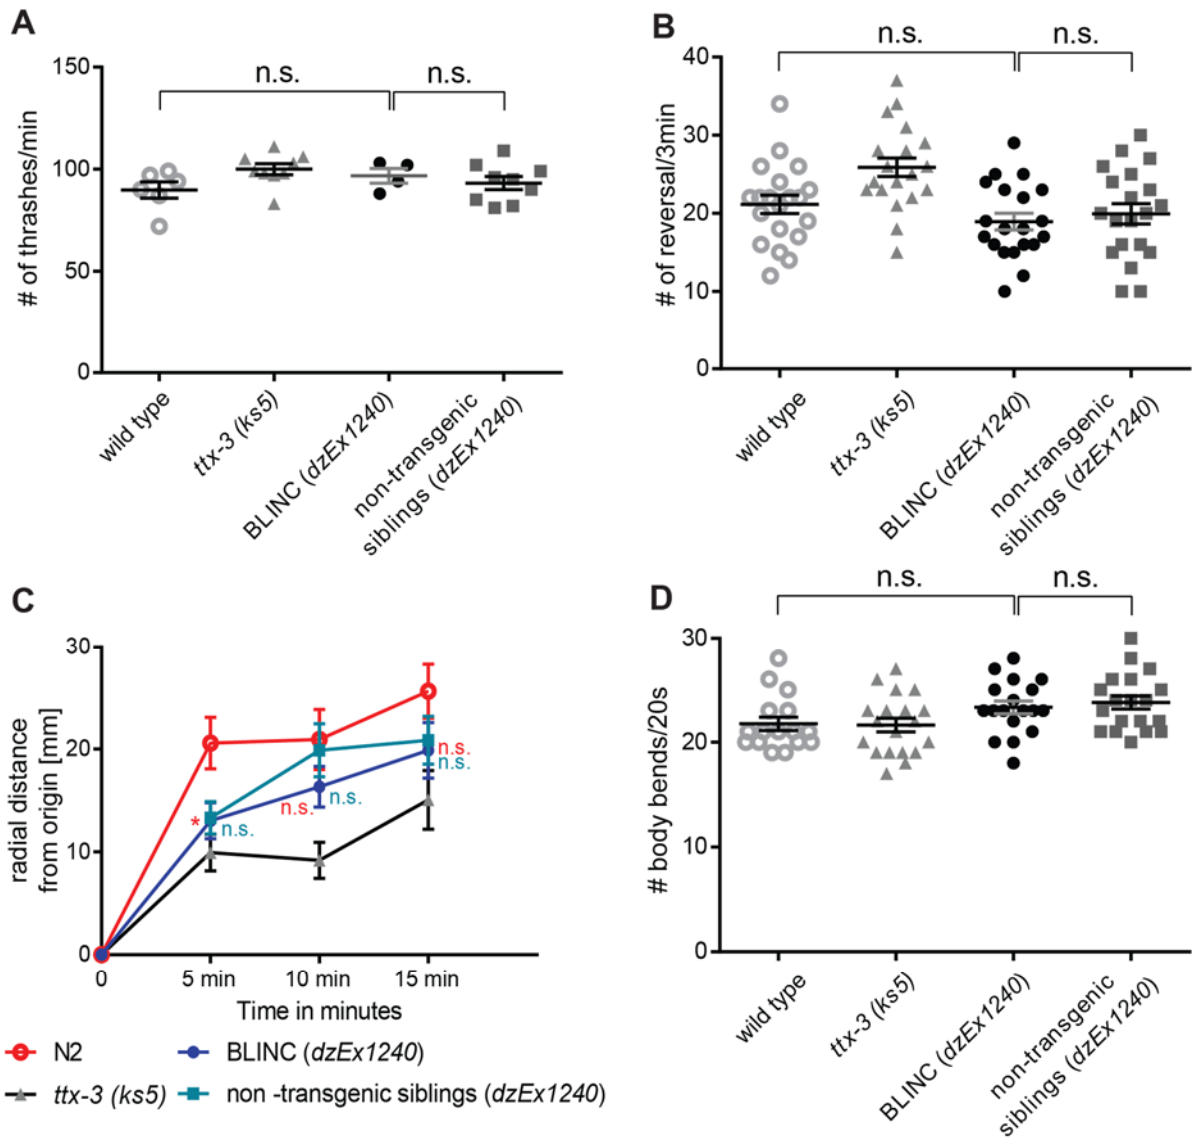 A
n.s.
n.s.
150
100
50
0
# of thrashes/min
wild type
ttx-3 (ks5)
BLINC (dzEx1240)
non-transgenic
siblings (dzEx1240)
B
n.s.
n.s.
40
30
20
10
0
# of reversal/3min
wild type
ttx-3 (ks5)
BLINC (dzEx1240)
non-transgenic
siblings (dzEx1240)
C
30
20
10
0
radial distance
from origin [mm]
*
n.s.
n.s.
n.s.
n.s.
n.s.
0
5 min
10 min
15 min
Time in minutes
N2
BLINC (dzEx1240)
ttx-3 (ks5)
non -transgenic siblings (dzEx1240)
D
n.s.
n.s.
30
20
10
0
# body bends/20s
wild type
ttx-3 (ks5)
BLINC (dzEx1240)
non-transgenic
siblings (dzEx1240)